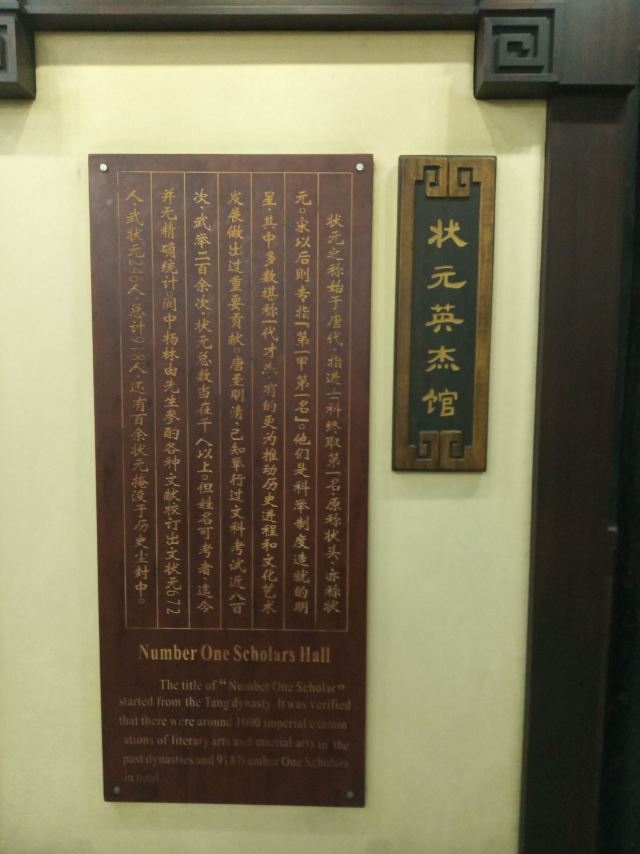 状元英杰馆
状元之称始于唐代，指进士科终取第一名，原称状头，亦称状
元。宋以后则专指"第一甲第一名"。他们是科举制度造就的明
星，其中多数堪称一代才杰，有的更为推动历史进程和文化艺术
发展做出过重要贡献。唐至明清，已知举行过文科考试近八百
次，武举二百余次，状元总数当在千人以上。但姓名可考者，迄今
并无精确统计，阆中杨林由先生参酌各种文献校订出文状元672
人，武状元246人，总计918人，还有百余状元掩没于历史尘封中。
Number One Scholars Hall
The title of "Number One Scholar"
started from the Tang dynasty. It was verified
that there were around 1000 imperial examin
ations of literary arts and martial arts in the
past dynasties and 918 Number One Scholars
in total